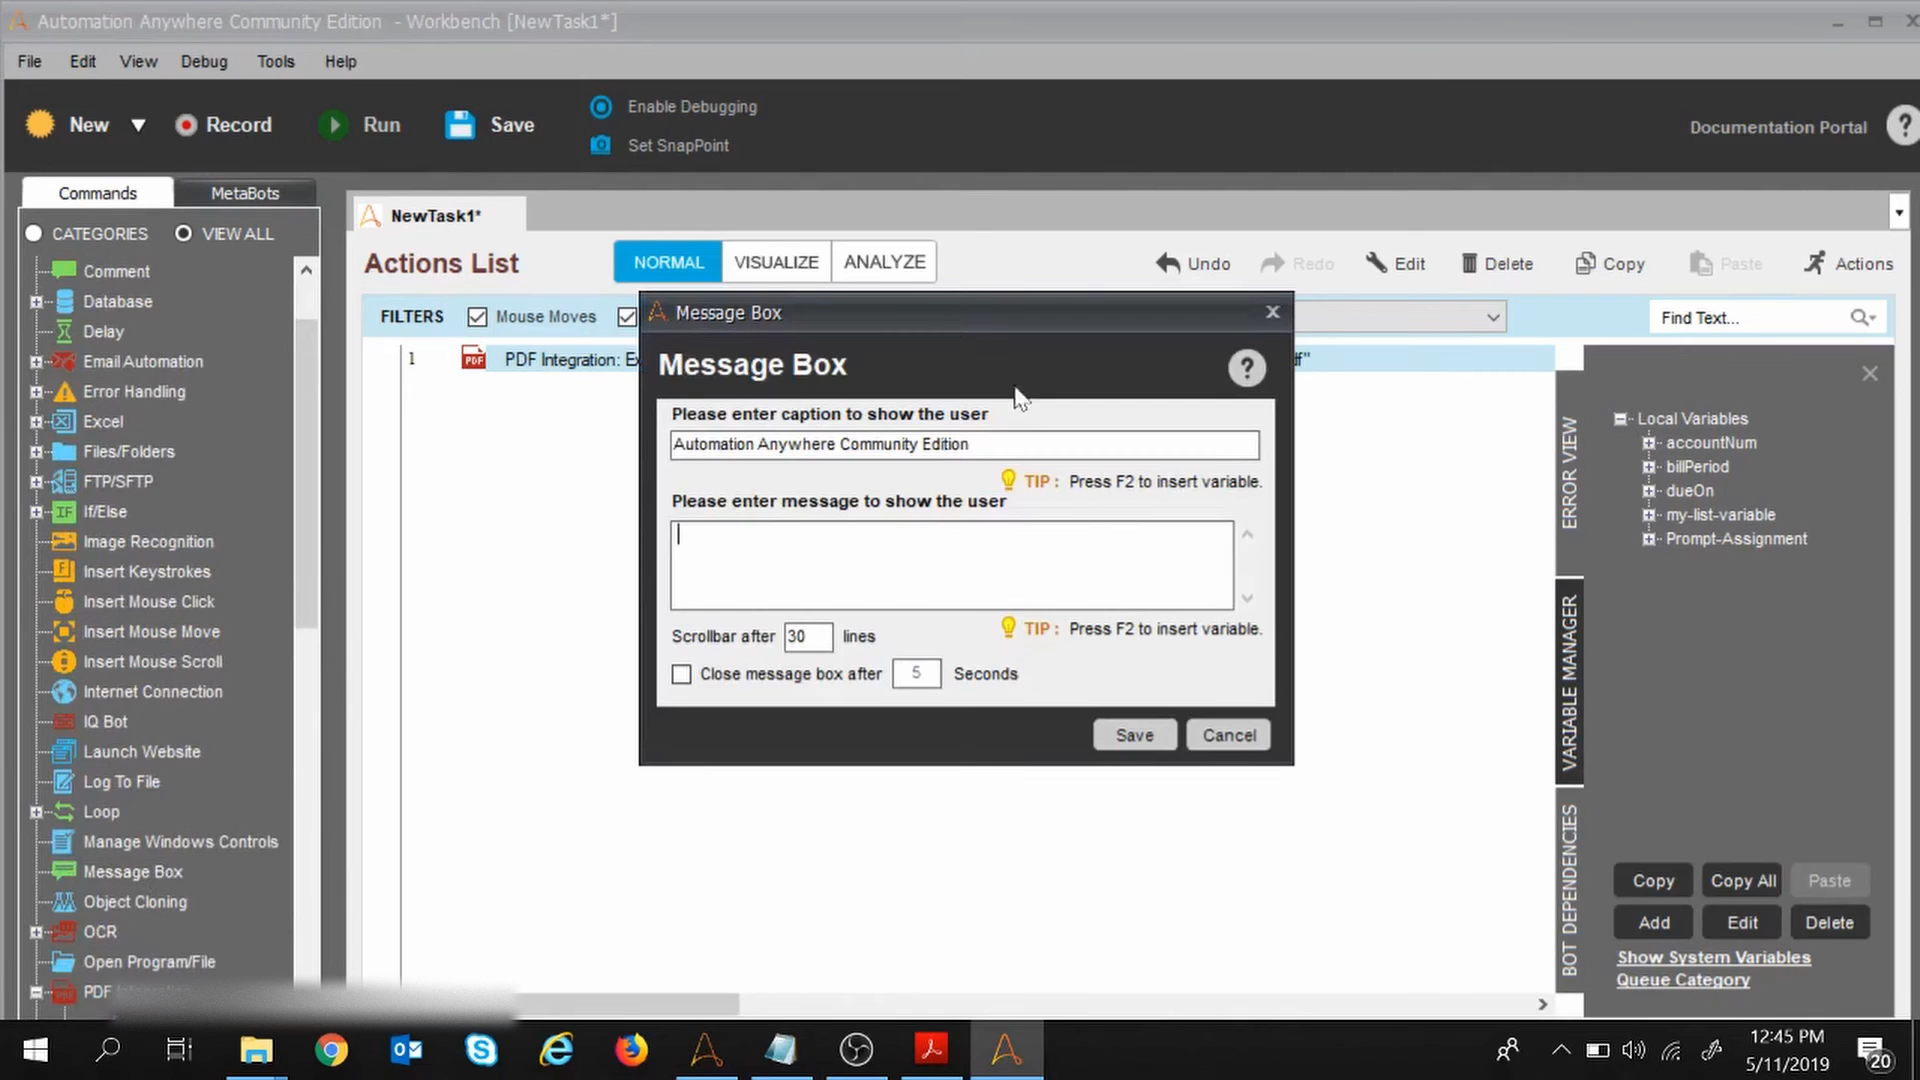 Automation Anywhere Community Edition - Workbench [NewTask1*]
File Edit View Debug Tools Help
New Record Run Save
Enable Debugging
Set SnapPoint
Documentation Portal ?
Commands MetaBots
CATEGORIES VIEW ALL
Comment
Database
Delay
Email Automation
Error Handling
Excel
Files/Folders
FTP/SFTP
IF If/Else
Image Recognition
Insert Keystrokes
Insert Mouse Click
Insert Mouse Move
Insert Mouse Scroll
Internet Connection
IQ Bot
Launch Website
Log To File
Loop
Manage Windows Controls
Message Box
Object Cloning
OCR
Open Program/File
PDF
NewTask1*
Actions List
NORMAL VISUALIZE ANALYZE
Undo Redo Edit Delete Copy Paste Actions
FILTERS Mouse Moves
Find Text...
1 PDF PDF Integration: df"
Message Box
Message Box ?
Please enter caption to show the user
Automation Anywhere Community Edition
TIP : Press F2 to insert variable.
Please enter message to show the user
TIP : Press F2 to insert variable.
Scrollbar after 30 lines
Close message box after 5 Seconds
Save Cancel
ERROR VIEW
VARIABLE MANAGER
BOT DEPENDENCIES
Local Variables
accountNum
billPeriod
dueOn
my-list-variable
Prompt-Assignment
Copy Copy All Paste
Add Edit Delete
Show System Variables
Queue Category
12:45 PM
5/11/2019
20